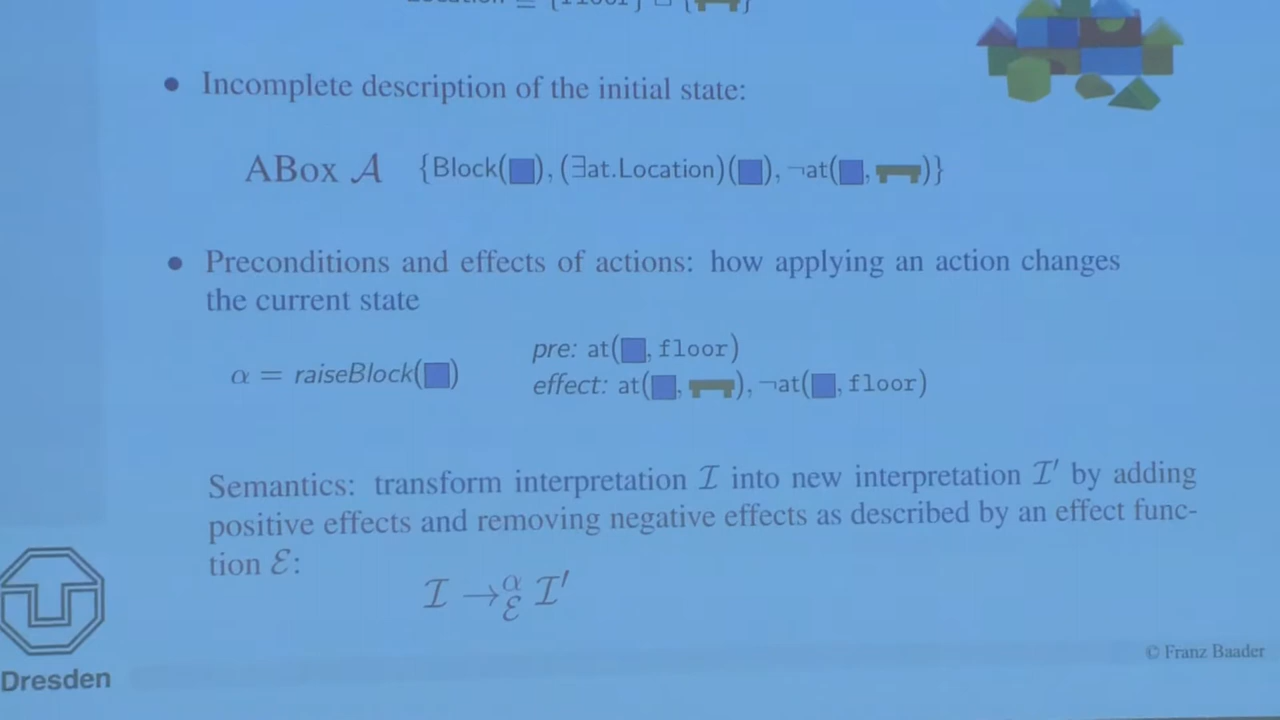 • Incomplete description of the initial state:
ABox 𝒜 {Block(■), (∃at.Location)(■), ¬at(■, )}
• Preconditions and effects of actions: how applying an action changes
the current state
α = raiseBlock(■)
pre: at(■, floor)
effect: at(■, ), ¬at(■, floor)
Semantics: transform interpretation ℐ into new interpretation ℐ′ by adding
positive effects and removing negative effects as described by an effect func-
tion ℰ:
ℐ →αℰ ℐ′
© Franz Baader
Dresden